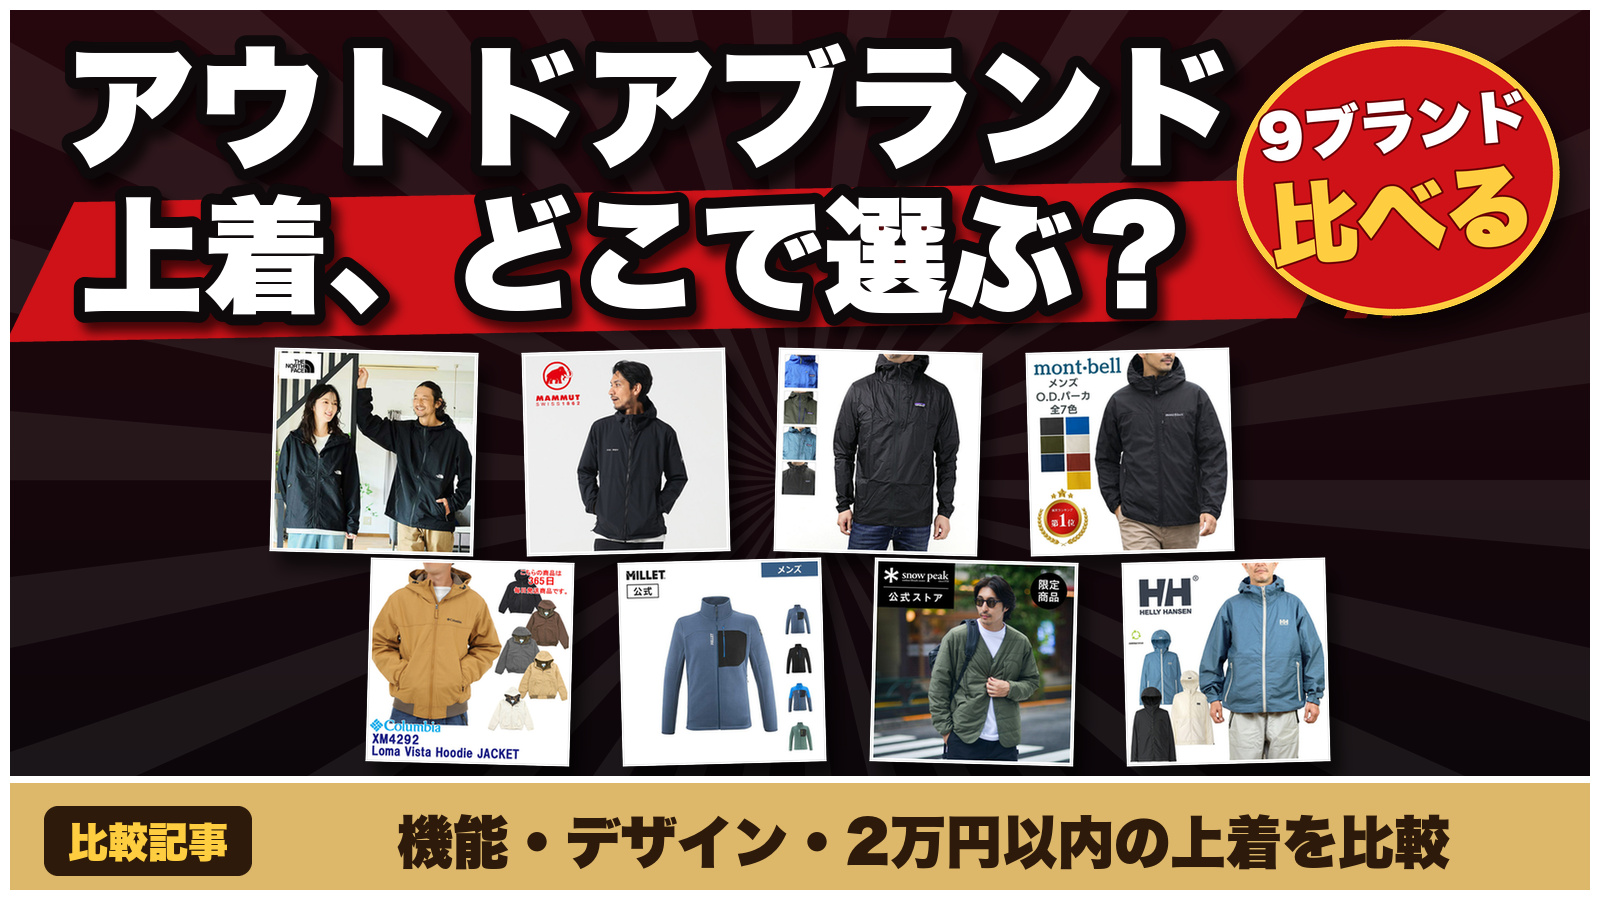 アウトドアブランド
上着、どこで選ぶ？
9ブランド
比べる
THE
NORTH
FACE
MAMMUT
SWISS 1862
mont-bell
メンズ
O.D.パーカ
全7色
第1位
こちらの商品は
365日
Columbia
XM4292
Loma Vista Hoodie JACKET
MILLET
公式
メンズ
snow peak
公式ストア
限定
商品
HH
HELLY HANSEN
比較記事
機能・デザイン・2万円以内の上着を比較